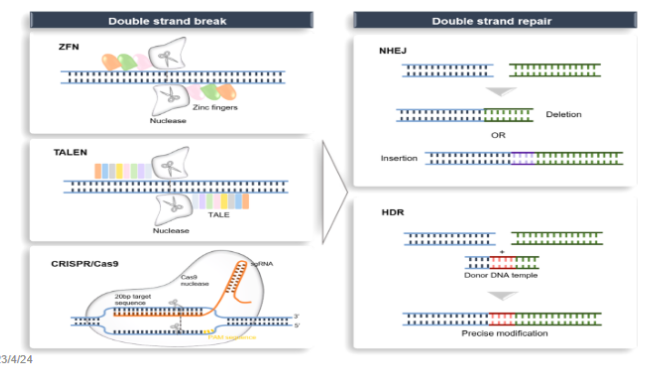 Double strand break
ZFN
Zinc fingers
Nuclease
TALEN
TALE
Nuclease
CRISPR/Cas9
sgRNA
Cas9
nuclease
20bp target
sequence
3'
5'
PAM sequence
Double strand repair
NHEJ
Deletion
OR
Insertion
HDR
+
Donor DNA temple
Precise modification
3/4/24